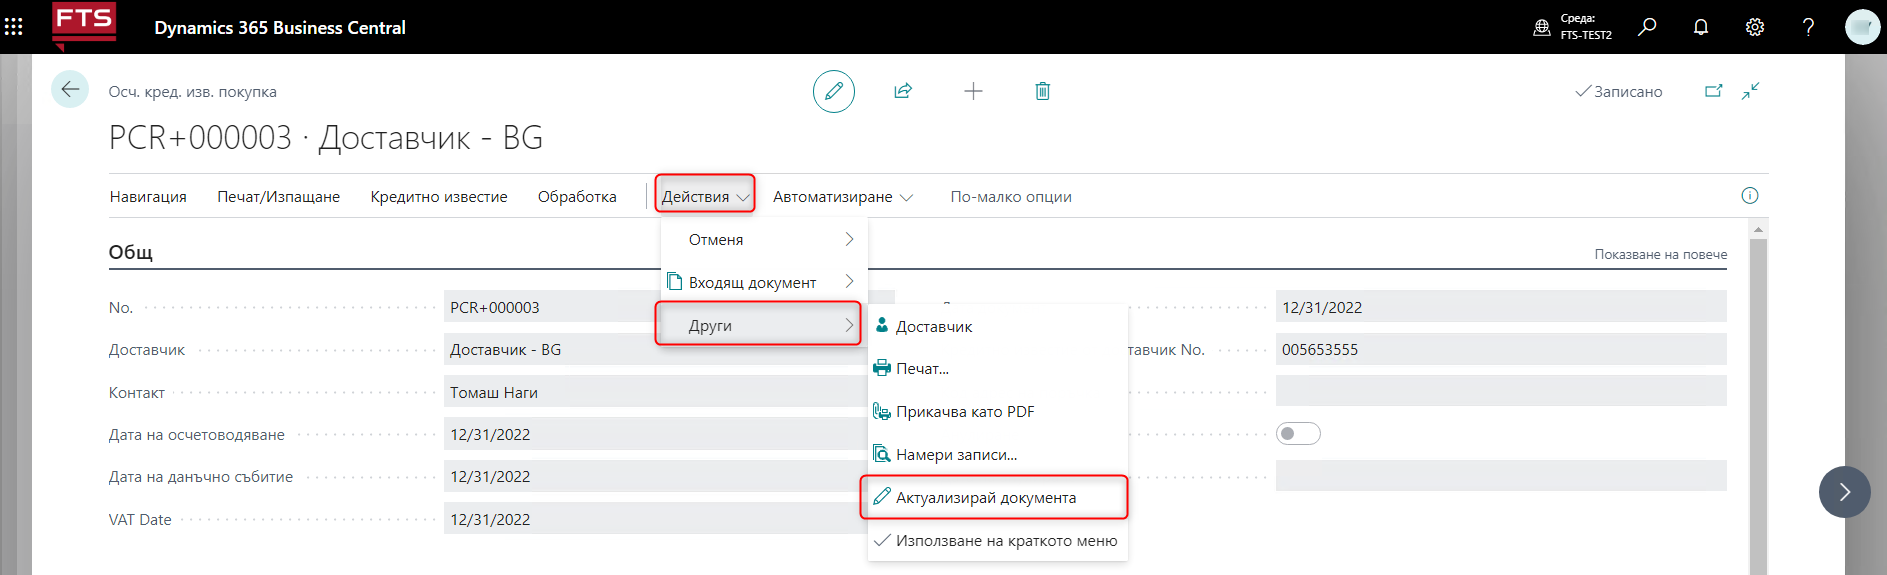 FTS
Dynamics 365 Business Central
Среда:
FTS-TEST2
Осч. кред. изв. покупка
Записано
PCR+000003 · Доставчик - BG
Навигация
Печат/Изпащане
Кредитно известие
Обработка
Действия
Автоматизиране
По-малко опции
Отменя
Входящ документ
Други
Общ
Показване на повече
No.
PCR+000003
12/31/2022
Доставчик
Доставчик - BG
тавчик No.
005653555
Контакт
Томаш Наги
Дата на осчетоводяване
12/31/2022
Дата на данъчно събитие
12/31/2022
VAT Date
12/31/2022
Доставчик
Печат...
Прикачва като PDF
Намери записи...
Актуализирай документа
Използване на краткото меню